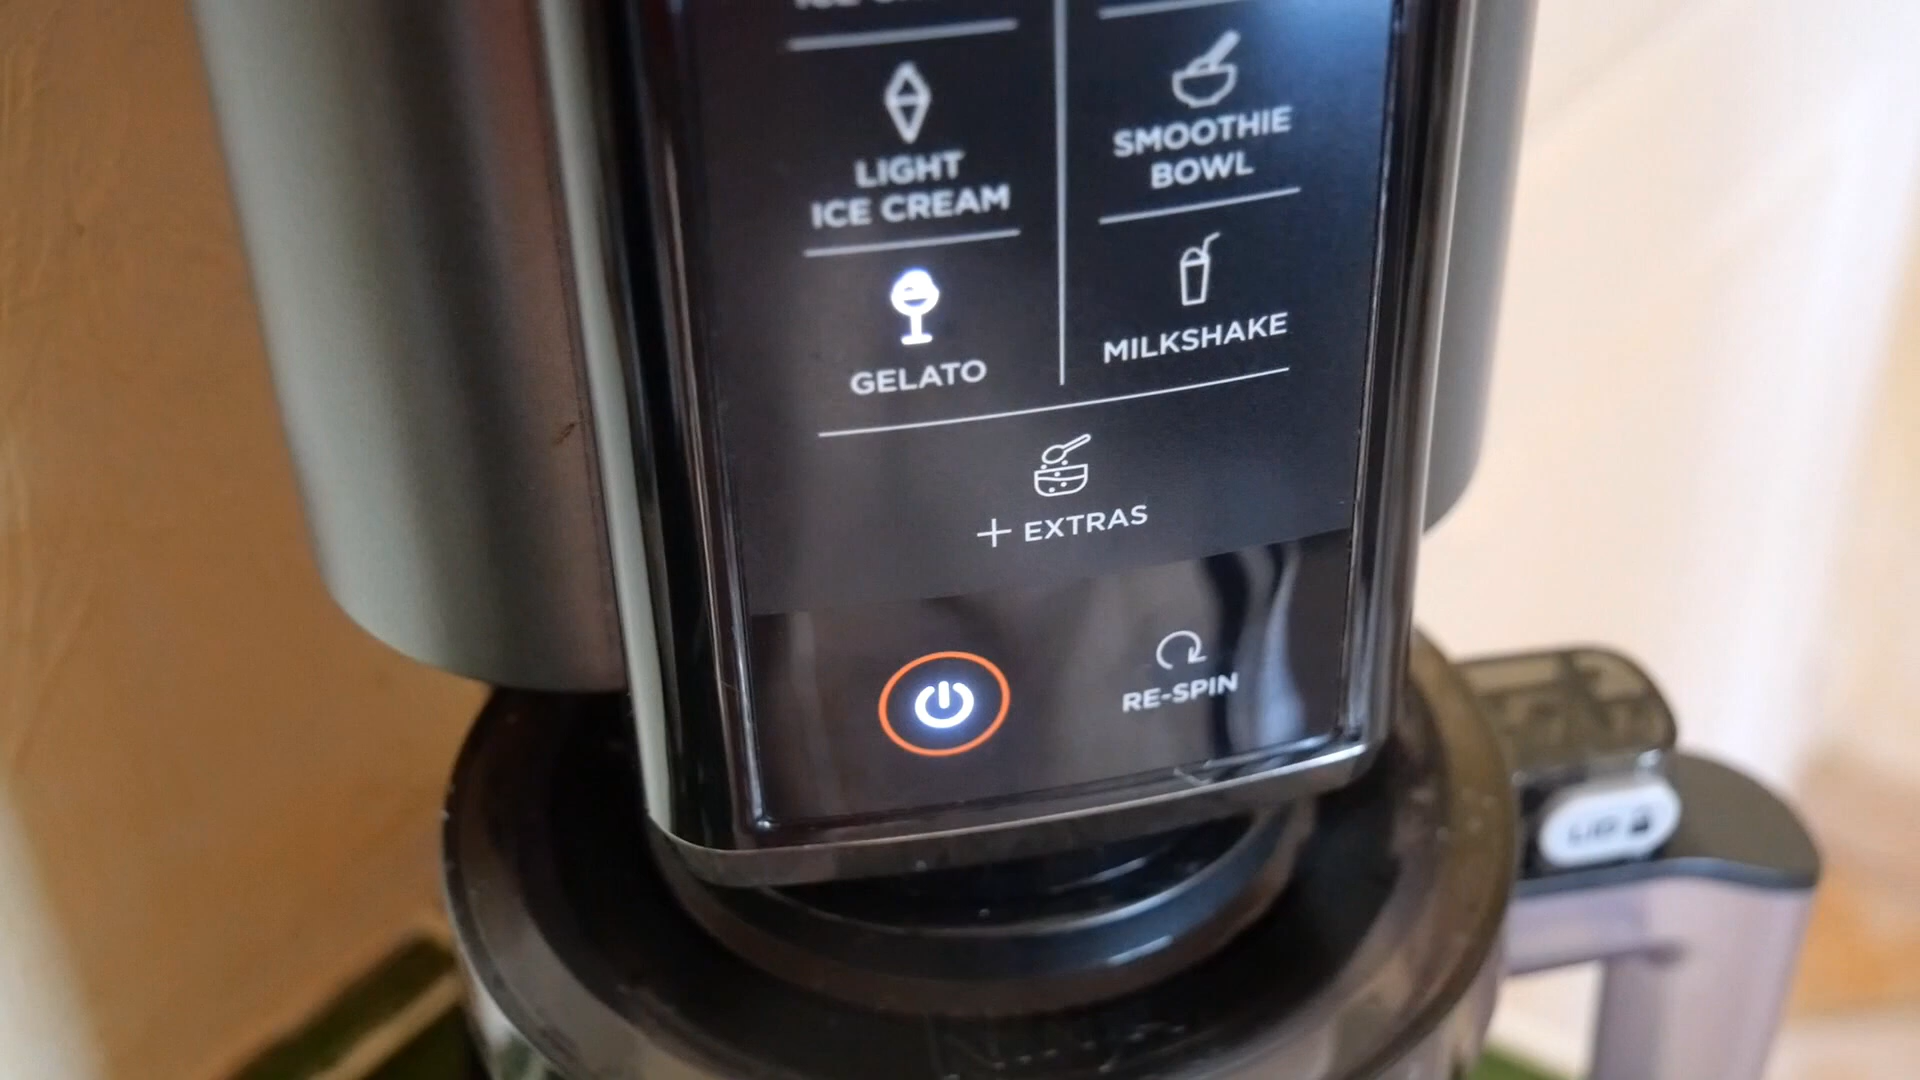 LIGHT
ICE CREAM
GELATO
SMOOTHIE
BOWL
MILKSHAKE
+ EXTRAS
RE-SPIN